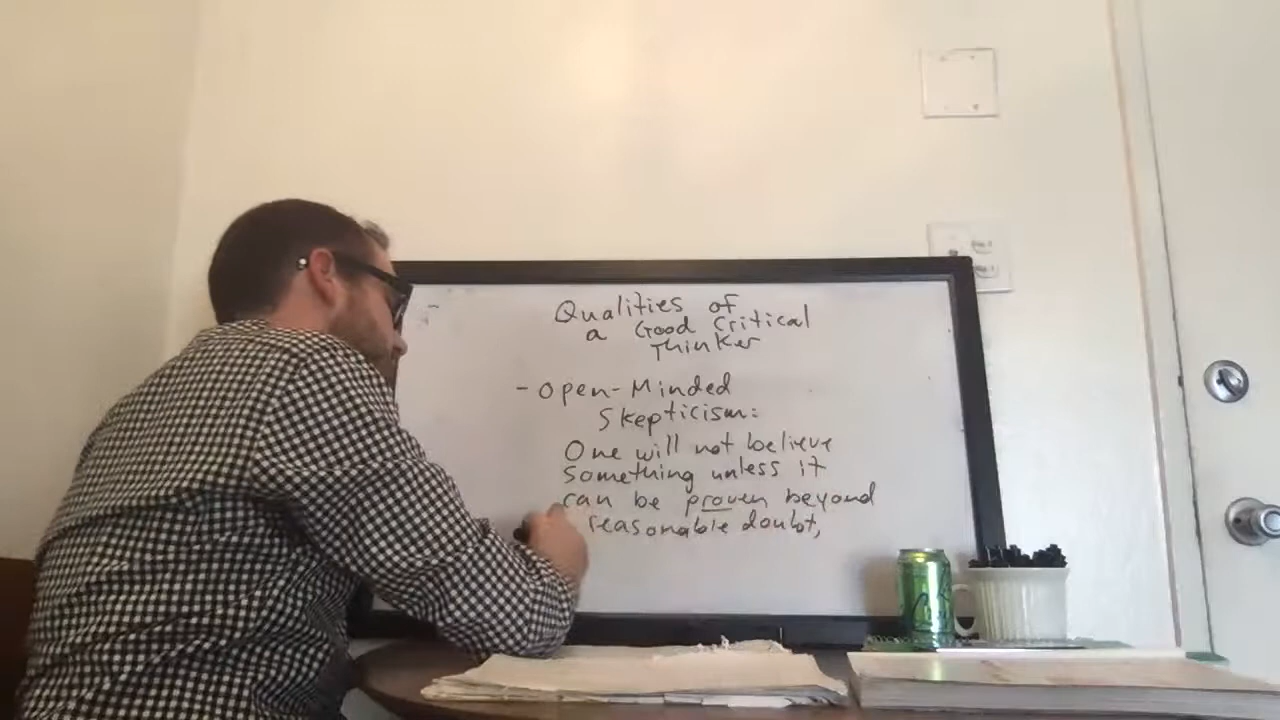 Qualities of
a Good Critical
Thinker
- Open-Minded
Skepticism:
One will not believe
something unless it
can be proven beyond
reasonable doubt,